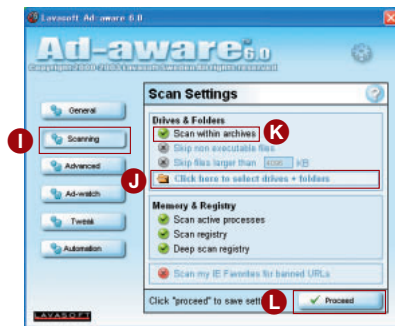 Lavasoft Ad-aware 6.0
Ad-aware 6.0
Copyright 2000-2003 Lavasoft Sweden. All rights reserved
Scan Settings
General
Drives & Folders
I
Scanning
Scan within archives
K
Skip non executable files
Advanced
Skip files larger than 4096 kB
J
Click here to select drives + folders
Ad-watch
Memory & Registry
Tweak
Scan active processes
Scan registry
Automation
Deep scan registry
Scan my IE Favorites for banned URLs
LAVASOFT
Click "proceed" to save setti
L
Proceed